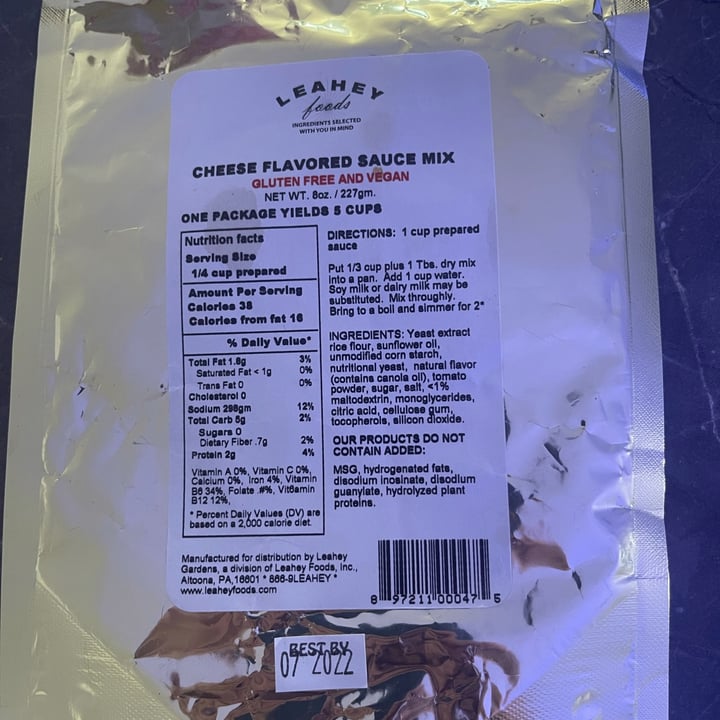 LEAHEY
foods
INGREDIENTS SELECTED
WITH YOU IN MIND
CHEESE FLAVORED SAUCE MIX
GLUTEN FREE AND VEGAN
NET WT. 8oz. / 227gm.
ONE PACKAGE YIELDS 5 CUPS
Nutrition facts
Serving Size
1/4 cup prepared
Amount Per Serving
Calories 38
Calories from fat 16
% Daily Value*
Total Fat 1.8g 3%
Saturated Fat < 1g 0%
Trans Fat 0 0%
Cholesterol 0
Sodium 298gm 12%
Total Carb 5g 2%
Sugars 0
Dietary Fiber .7g 2%
Protein 2g 4%
Vitamin A 0%, Vitamin C 0%,
Calcium 0%, Iron 4%, Vitamin
B6 34%, Folate .#%, Vit6amin
B12 12%,
* Percent Daily Values (DV) are
based on a 2,000 calorie diet.
DIRECTIONS: 1 cup prepared
sauce
Put 1/3 cup plus 1 Tbs. dry mix
into a pan. Add 1 cup water.
Soy milk or dairy milk may be
substituted. Mix throughly.
Bring to a boil and simmer for 2"
INGREDIENTS: Yeast extract
rice flour, sunflower oil,
unmodified corn starch,
nutritional yeast, natural flavor
(contains canola oil), tomato
powder, sugar, salt, <1%
maltodextrin, monoglycerides,
citric acid, cellulose gum,
tocopherols, silicon dioxide.
OUR PRODUCTS DO NOT
CONTAIN ADDED:
MSG, hydrogenated fats,
disodium inosinate, disodium
guanylate, hydrolyzed plant
proteins.
Manufactured for distribution by Leahey
Gardens, a division of Leahey Foods, Inc.,
Altoona, PA,16601 * 866-9LEAHEY *
www.leaheyfoods.com
8 97211 00047 5
BEST BY
07 2022